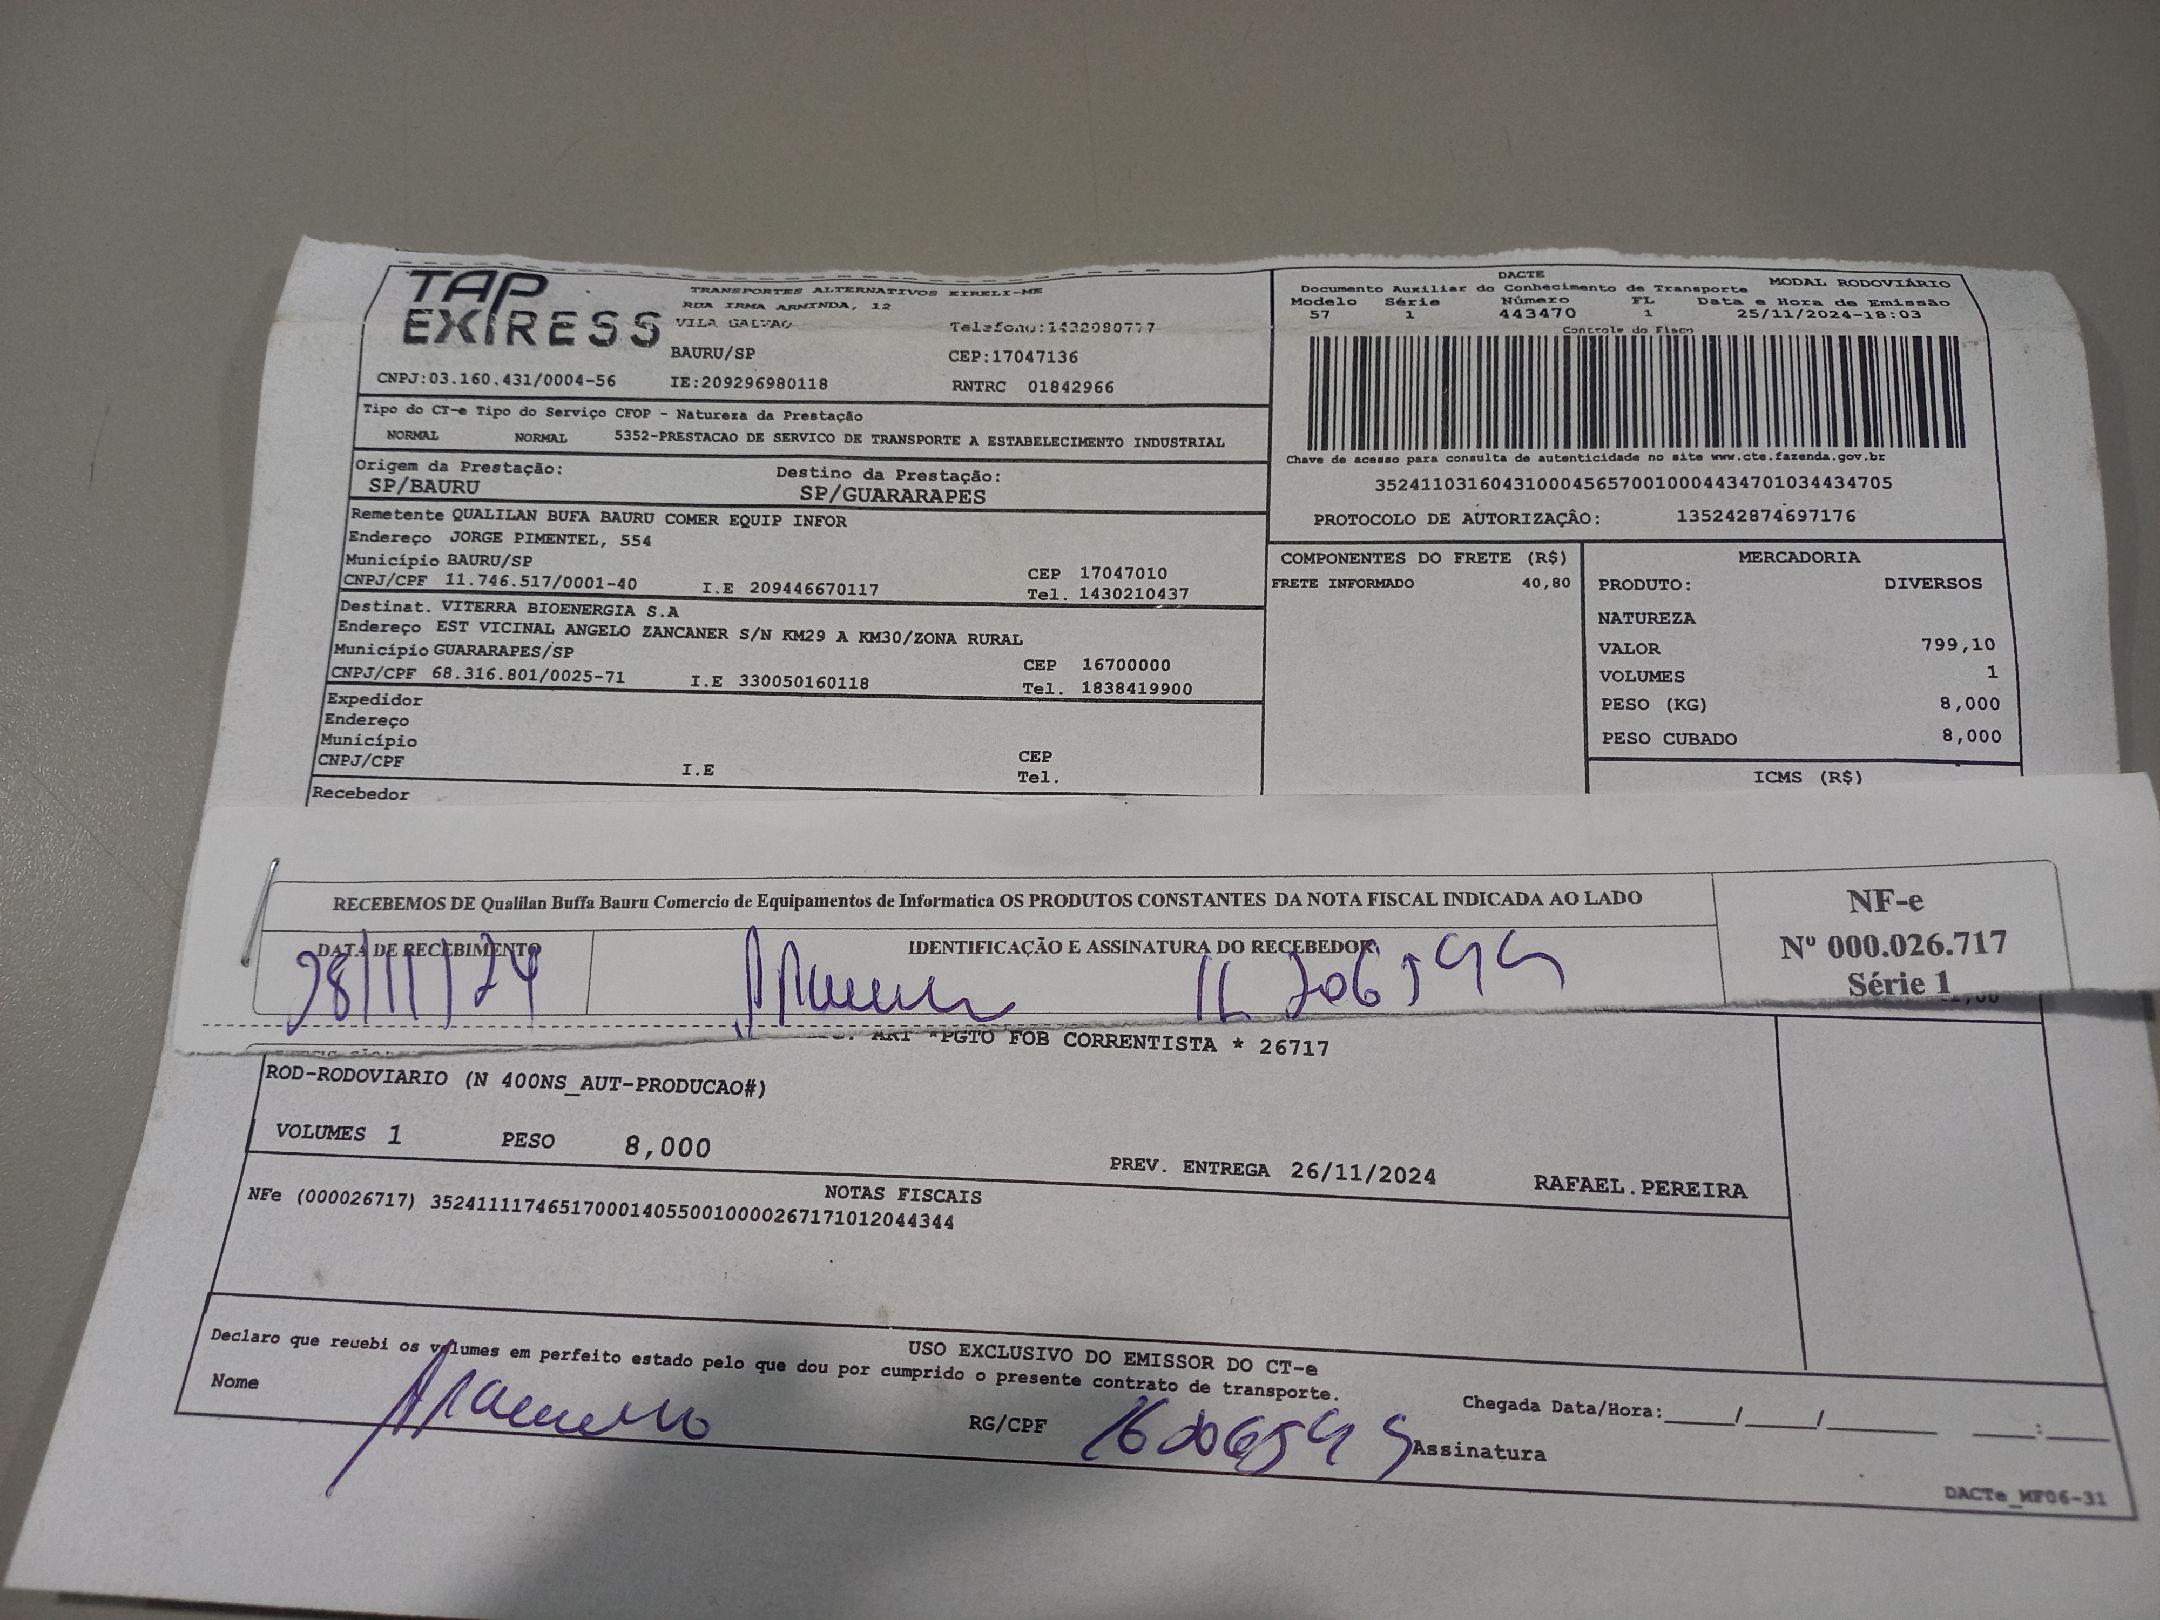 TAP EXPRESS
TRANSPORTES ALTERNATIVOS EIRELI-ME
RUA IRMA ARMINDA, 12
VILA GALVAO Telefone:1432080777
BAURU/SP CEP:17047136
CNPJ:03.160.431/0004-56 IE:209296980118 RNTRC 01842966
DACTE MODAL RODOVIÁRIO
Documento Auxiliar do Conhecimento de Transporte
Modelo Série Número FL Data e Hora de Emissão
57 1 443470 1 25/11/2024-18:03
Controle do Fisco
Chave de acesso para consulta de autenticidade no site www.cte.fazenda.gov.br
35241103160431000456570010004434701034434705
PROTOCOLO DE AUTORIZAÇÃO: 135242874697176
Tipo do CT-e Tipo do Serviço CFOP - Natureza da Prestação
NORMAL NORMAL 5352-PRESTACAO DE SERVICO DE TRANSPORTE A ESTABELECIMENTO INDUSTRIAL
Origem da Prestação: Destino da Prestação:
SP/BAURU SP/GUARARAPES
Remetente QUALILAN BUFA BAURU COMER EQUIP INFOR
Endereço JORGE PIMENTEL, 554
Município BAURU/SP CEP 17047010
CNPJ/CPF 11.746.517/0001-40 I.E 209446670117 Tel. 1430210437
Destinat. VITERRA BIOENERGIA S.A
Endereço EST VICINAL ANGELO ZANCANER S/N KM29 A KM30/ZONA RURAL
Município GUARARAPES/SP CEP 16700000
CNPJ/CPF 68.316.801/0025-71 I.E 330050160118 Tel. 1838419900
Expedidor
Endereço
Município CEP
CNPJ/CPF I.E Tel.
Recebedor
COMPONENTES DO FRETE (R$)
FRETE INFORMADO 40,80
MERCADORIA
PRODUTO: DIVERSOS
NATUREZA
VALOR 799,10
VOLUMES 1
PESO (KG) 8,000
PESO CUBADO 8,000
ICMS (R$)
RECEBEMOS DE Qualilan Buffa Bauru Comercio de Equipamentos de Informatica OS PRODUTOS CONSTANTES DA NOTA FISCAL INDICADA AO LADO
DATA DE RECEBIMENTO IDENTIFICAÇÃO E ASSINATURA DO RECEBEDOR
28/11/24
NF-e
Nº 000.026.717
Série 1
*PGTO FOB CORRENTISTA * 26717
ROD-RODOVIARIO (N 400NS_AUT-PRODUCAO#)
VOLUMES 1 PESO 8,000
PREV. ENTREGA 26/11/2024 RAFAEL.PEREIRA
NOTAS FISCAIS
NFe (000026717) 35241111746517000140550010000267171012044344
USO EXCLUSIVO DO EMISSOR DO CT-e
Declaro que recebi os volumes em perfeito estado pelo que dou por cumprido o presente contrato de transporte.
Nome RG/CPF Chegada Data/Hora:_____/_____/_______ ____:____
Assinatura
DACTe_MF06-31